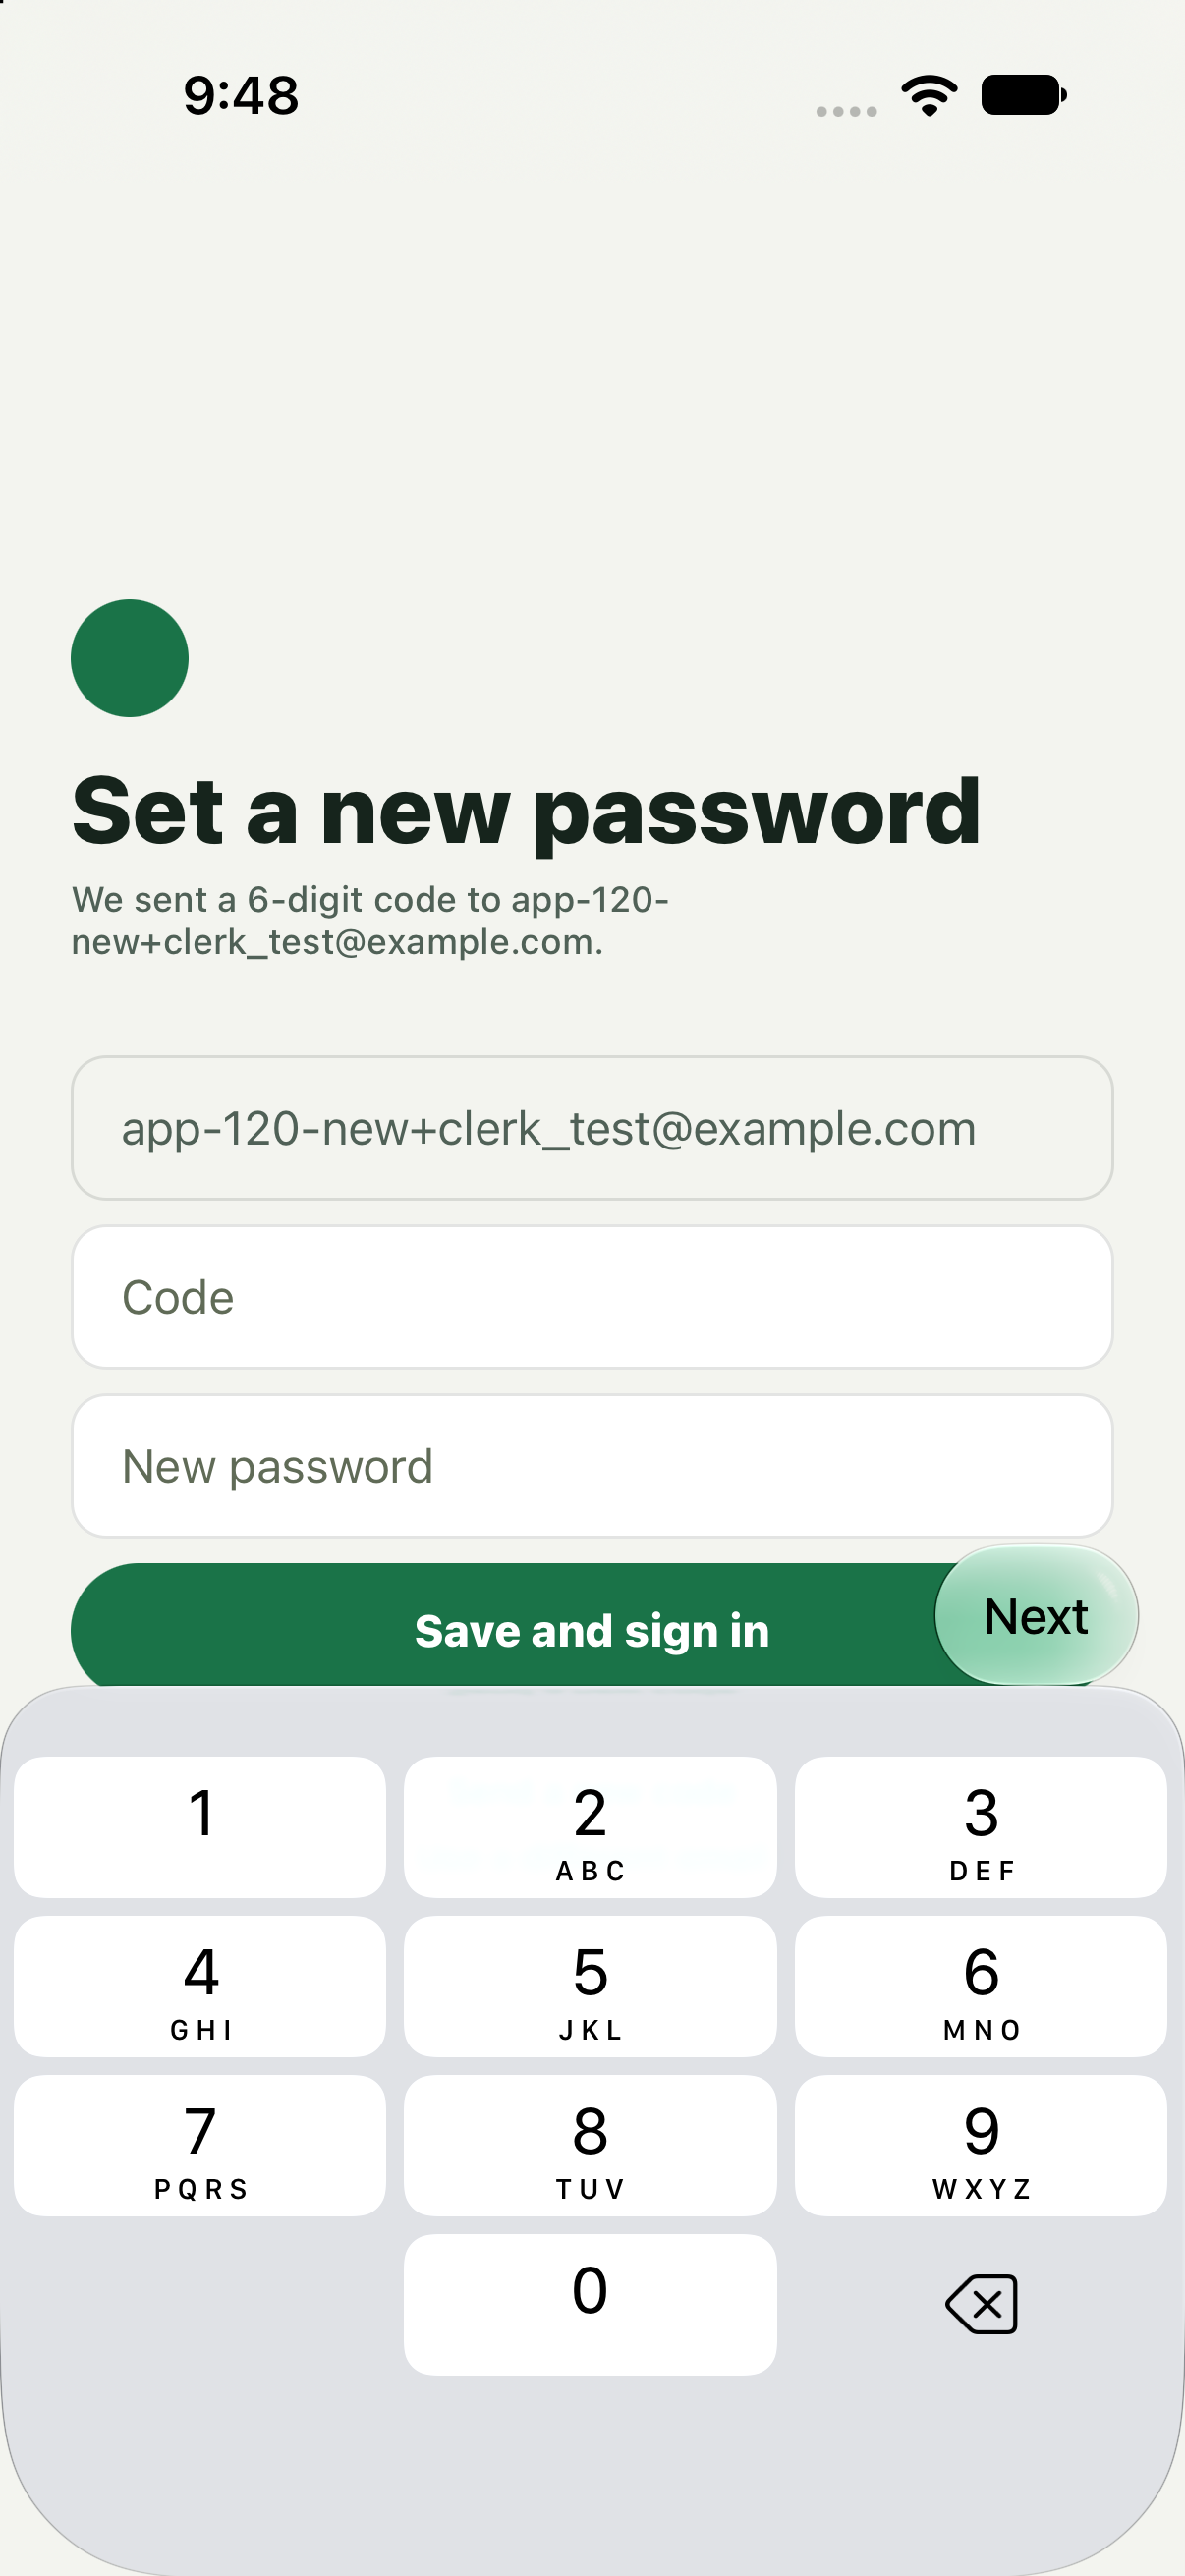 9:48
Set a new password
We sent a 6-digit code to app-120-
new+clerk_test@example.com.
app-120-new+clerk_test@example.com
Code
New password
Save and sign in
Next
1
2
ABC
3
DEF
4
GHI
5
JKL
6
MNO
7
PQRS
8
TUV
9
WXYZ
0